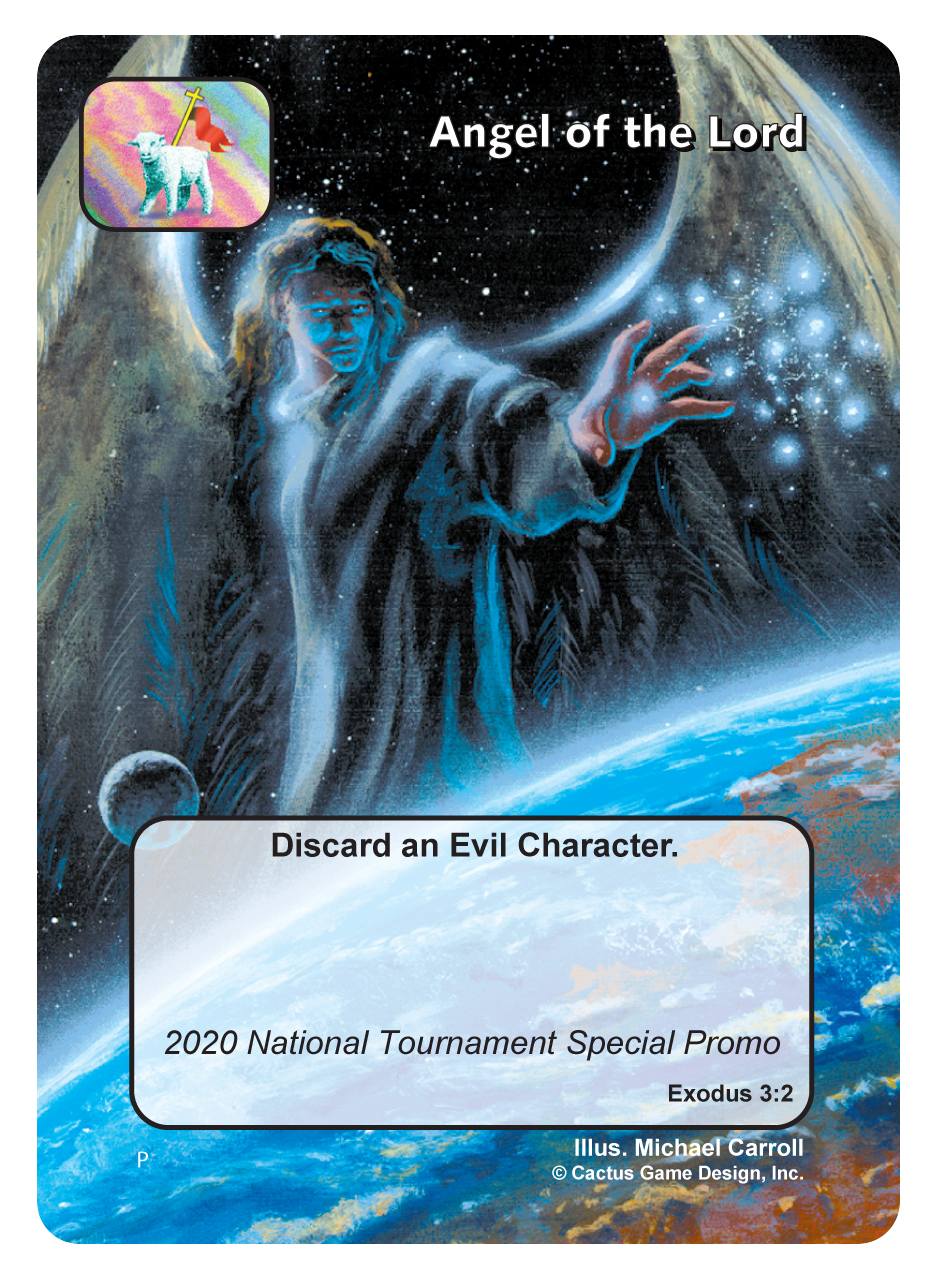 Angel of the Lord
Discard an Evil Character.
2020 National Tournament Special Promo
Exodus 3:2
Illus. Michael Carroll
P
© Cactus Game Design, Inc.